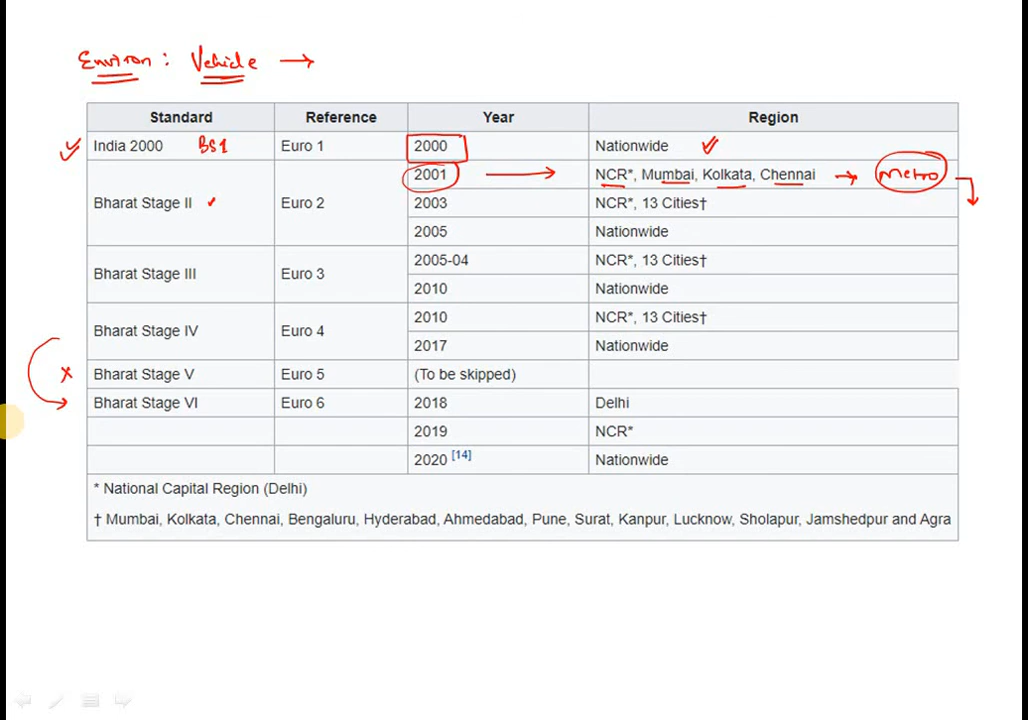 Environ: Vehicle →
Standard Reference Year Region
India 2000 BS1 Euro 1 2000 Nationwide
2001 → NCR*, Mumbai, Kolkata, Chennai → Metro
Bharat Stage II Euro 2 2003 NCR*, 13 Cities†
2005 Nationwide
2005-04 NCR*, 13 Cities†
Bharat Stage III Euro 3
2010 Nationwide
2010 NCR*, 13 Cities†
Bharat Stage IV Euro 4
2017 Nationwide
Bharat Stage V Euro 5 (To be skipped)
Bharat Stage VI Euro 6 2018 Delhi
2019 NCR*
2020 [14] Nationwide
* National Capital Region (Delhi)
† Mumbai, Kolkata, Chennai, Bengaluru, Hyderabad, Ahmedabad, Pune, Surat, Kanpur, Lucknow, Sholapur, Jamshedpur and Agra